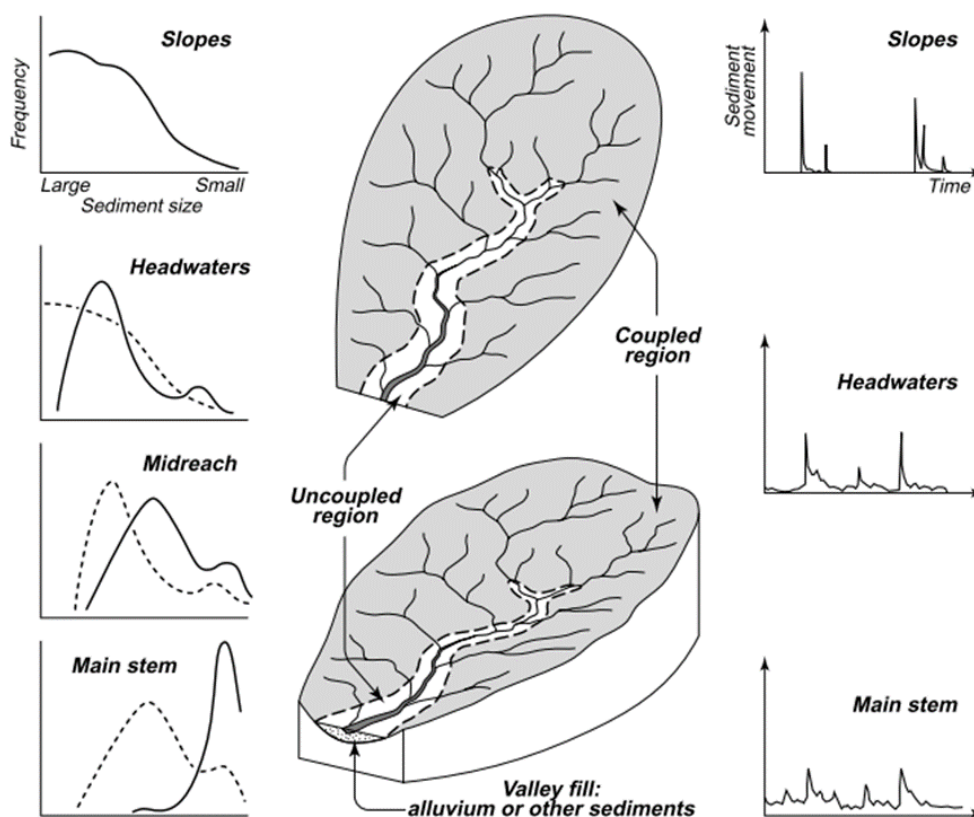 Slopes
Frequency
Large
Small
Sediment size
Headwaters
Midreach
Main stem
Coupled
region
Uncoupled
region
Valley fill:
alluvium or other sediments
Slopes
Sediment
movement
Time
Headwaters
Main stem